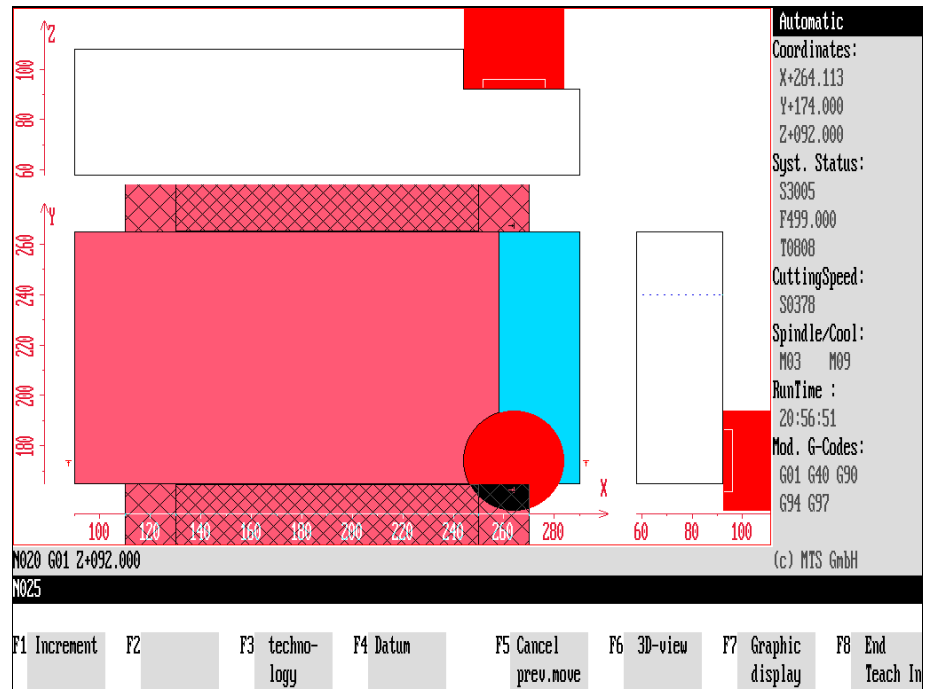 Automatic
Coordinates:
X+264.113
Y+174.000
Z+092.000
Syst. Status:
S3005
F499.000
T0808
CuttingSpeed:
S0378
Spindle/Cool:
M03 M09
RunTime :
20:56:51
Mod. G-Codes:
G01 G40 G90
G94 G97
(c) MTS GmbH
Z
100
80
60
Y
260
240
220
200
180
X
100 120 140 160 180 200 220 240 260 280
60 80 100
N020 G01 Z+092.000
N025
F1 Increment F2 F3 techno- F4 Datum F5 Cancel F6 3D-view F7 Graphic F8 End
logy prev.move display Teach In